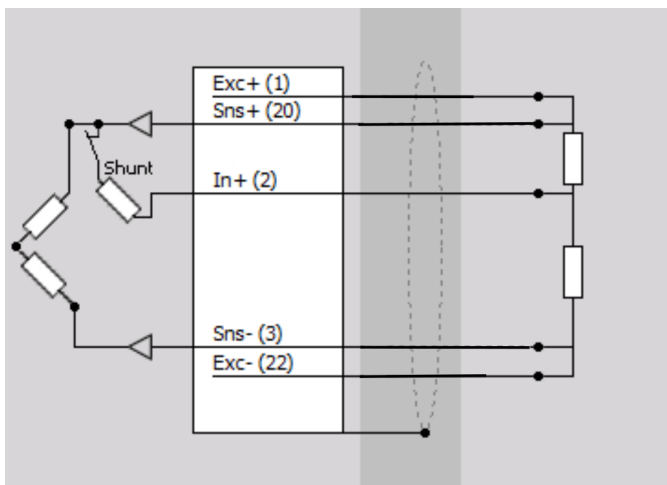 Exc+ (1)
Sns+ (20)
Shunt
In+ (2)
Sns- (3)
Exc- (22)